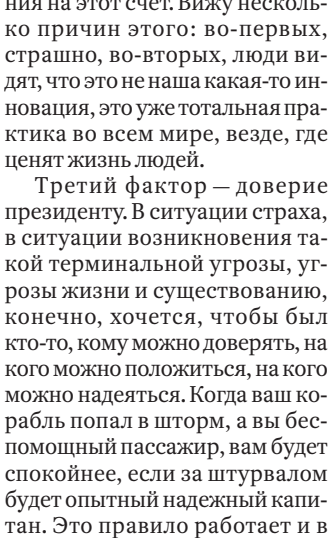 ния на этот счет. Вижу несколь-
ко причин этого: во-первых,
страшно, во-вторых, люди ви-
дят, что это не наша какая-то ин-
новация, это уже тотальная пра-
ктика во всем мире, везде, где
ценят жизнь людей.
Третий фактор — доверие
президенту. В ситуации страха,
в ситуации возникновения та-
кой терминальной угрозы, уг-
розы жизни и существованию,
конечно, хочется, чтобы был
кто-то, кому можно доверять, на
кого можно положиться, на кого
можно надеяться. Когда ваш ко-
рабль попал в шторм, а вы бес-
помощный пассажир, вам будет
спокойнее, если за штурвалом
будет опытный надежный капи-
тан. Это правило работает и в